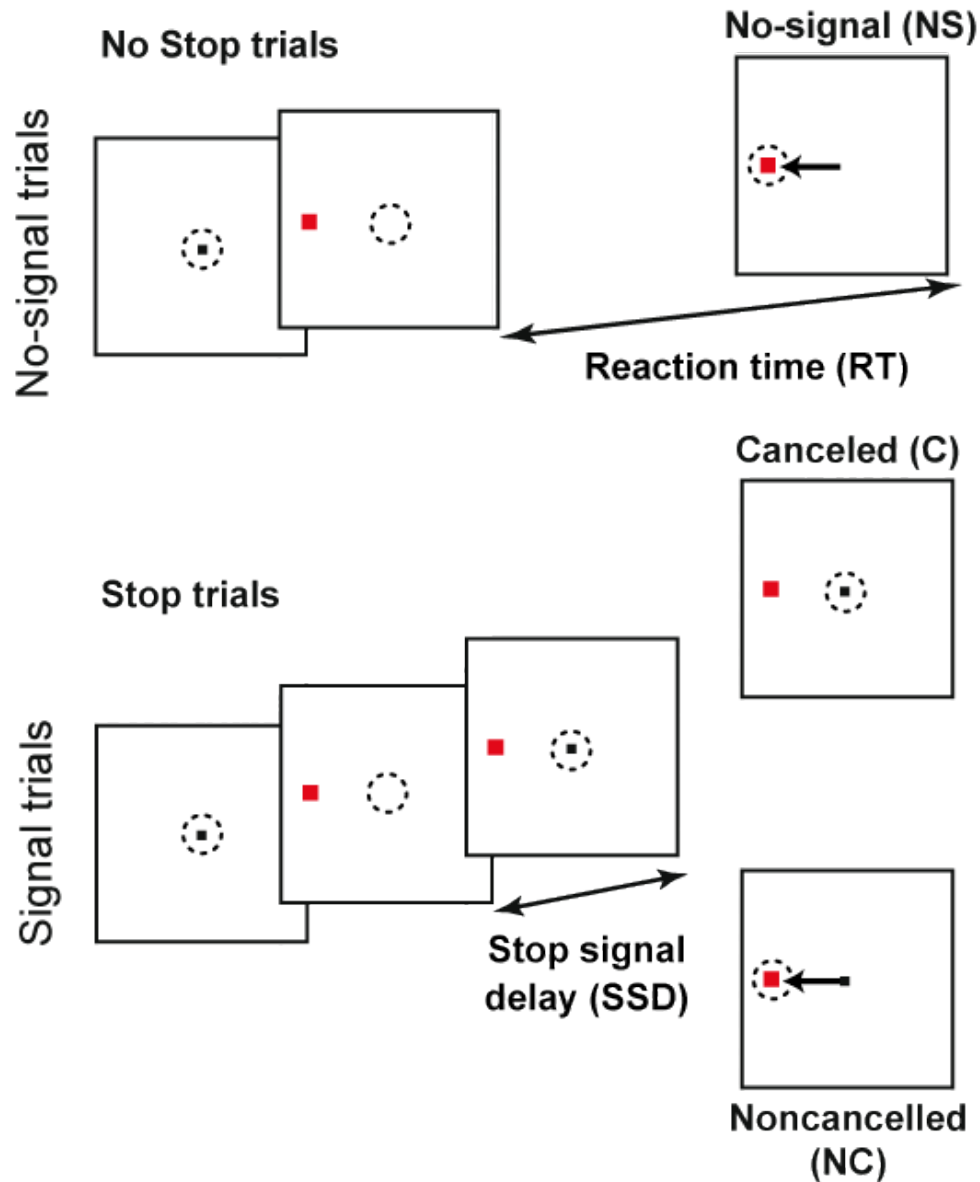 No Stop trials
No-signal (NS)
No-signal trials
Reaction time (RT)
Canceled (C)
Stop trials
Signal trials
Stop signal
delay (SSD)
Noncancelled
(NC)